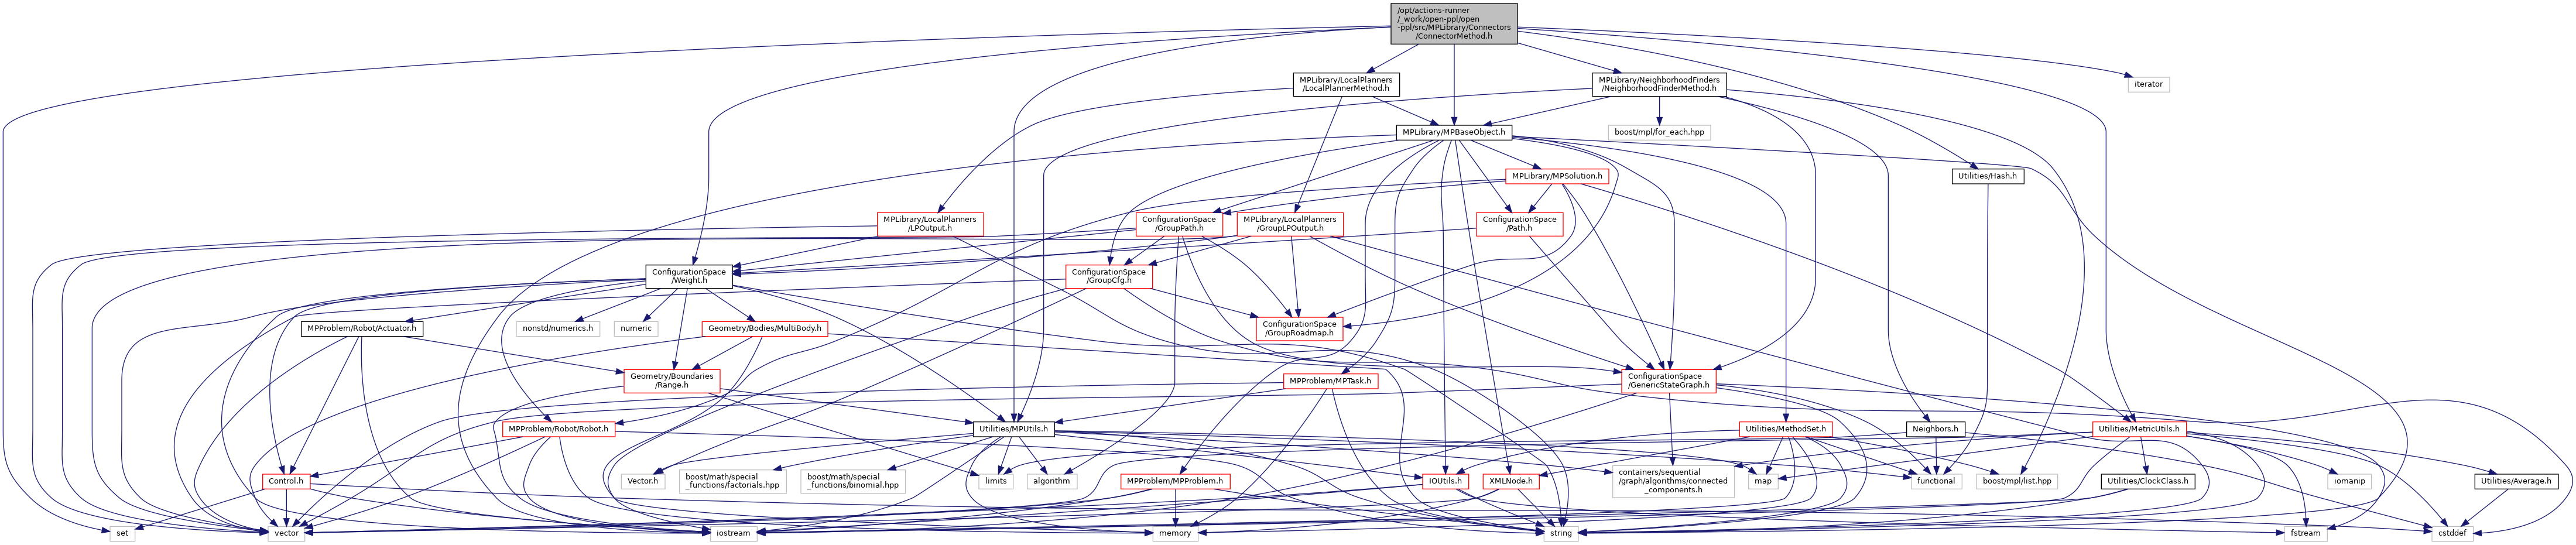 /opt/actions-runner
/_work/open-ppl/open
-ppl/src/MPLibrary/Connectors
/ConnectorMethod.h
MPLibrary/LocalPlanners
/LocalPlannerMethod.h
MPLibrary/NeighborhoodFinders
/NeighborhoodFinderMethod.h
iterator
MPLibrary/MPBaseObject.h
boost/mpl/for_each.hpp
MPLibrary/MPSolution.h
Utilities/Hash.h
MPLibrary/LocalPlanners
/LPOutput.h
ConfigurationSpace
/GroupPath.h
MPLibrary/LocalPlanners
/GroupLPOutput.h
ConfigurationSpace
/Path.h
ConfigurationSpace
/Weight.h
ConfigurationSpace
/GroupCfg.h
MPProblem/Robot/Actuator.h
nonstd/numerics.h
numeric
Geometry/Bodies/MultiBody.h
ConfigurationSpace
/GroupRoadmap.h
Geometry/Boundaries
/Range.h
MPProblem/MPTask.h
ConfigurationSpace
/GenericStateGraph.h
MPProblem/Robot/Robot.h
Utilities/MPUtils.h
Utilities/MethodSet.h
Neighbors.h
Utilities/MetricUtils.h
Control.h
Vector.h
boost/math/special
_functions/factorials.hpp
boost/math/special
_functions/binomial.hpp
limits
algorithm
MPProblem/MPProblem.h
containers/sequential
/graph/algorithms/connected
_components.h
IOUtils.h
XMLNode.h
map
functional
boost/mpl/list.hpp
Utilities/ClockClass.h
iomanip
Utilities/Average.h
set
vector
iostream
memory
string
fstream
cstddef